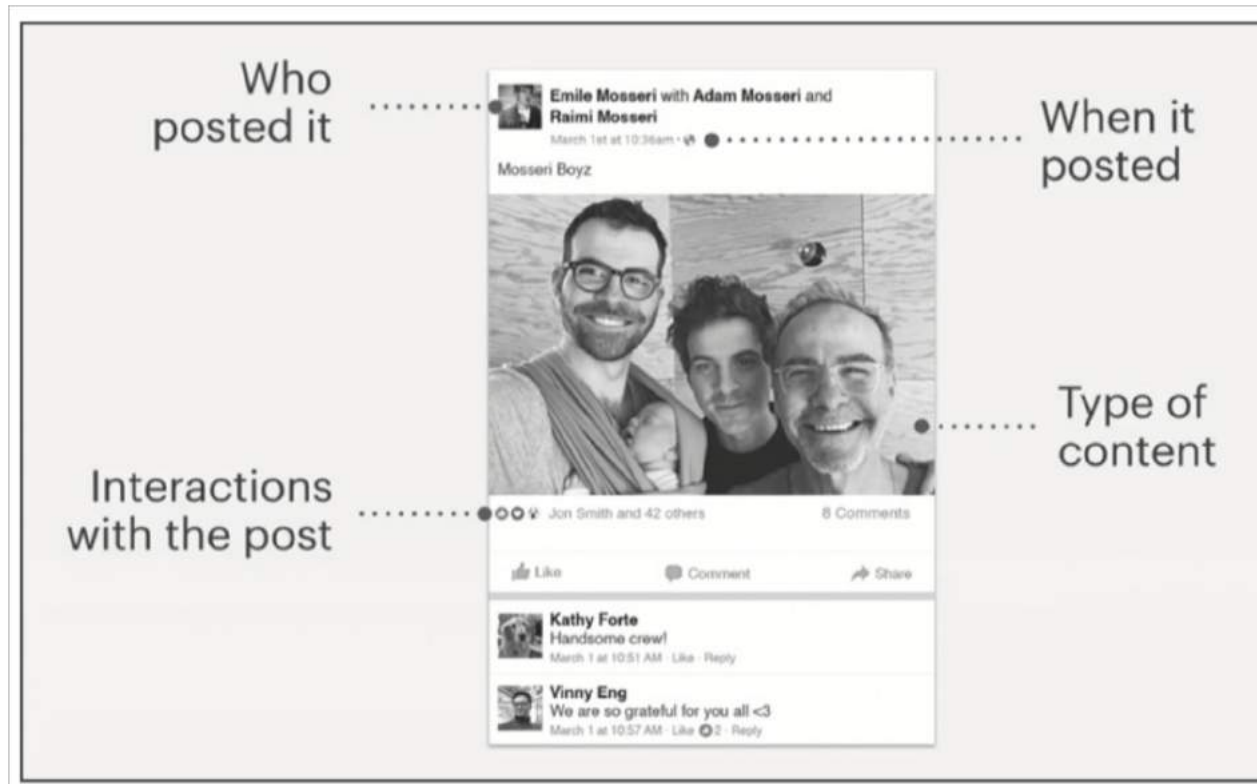 Who
posted it
Emile Mosseri with Adam Mosseri and
Raimi Mosseri
March 1st at 10:36am ·
When it
posted
Mosseri Boyz
Type of
content
Interactions
with the post
Jon Smith and 42 others 8 Comments
Like Comment Share
Kathy Forte
Handsome crew!
March 1 at 10:51 AM · Like · Reply
Vinny Eng
We are so grateful for you all <3
March 1 at 10:57 AM · Like 2 · Reply